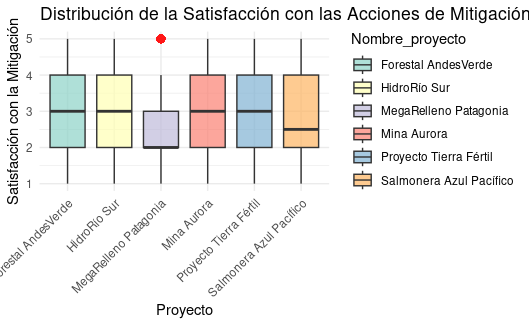 Distribución de la Satisfacción con las Acciones de Mitigación
Satisfacción con la Mitigación
5
4
3
2
1
orestal AndesVerde
HidroRío Sur
MegaRelleno Patagonia
Mina Aurora
Proyecto Tierra Fértil
Salmonera Azul Pacífico
Proyecto
Nombre_proyecto
Forestal AndesVerde
HidroRío Sur
MegaRelleno Patagonia
Mina Aurora
Proyecto Tierra Fértil
Salmonera Azul Pacífico